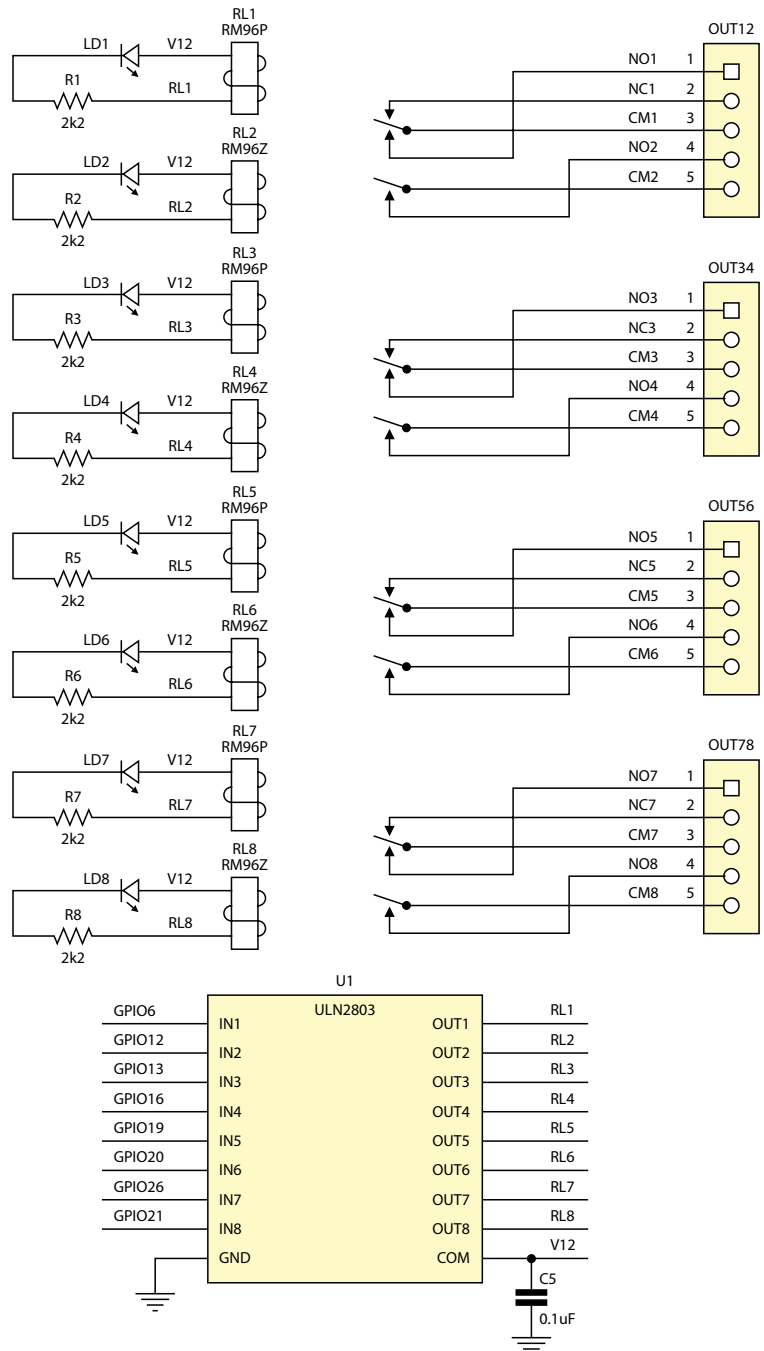 RL1
RM96P
LD1 V12
R1 RL1
2k2
RL2
RM96Z
LD2 V12
R2 RL2
2k2
RL3
RM96P
LD3 V12
R3 RL3
2k2
RL4
RM96Z
LD4 V12
R4 RL4
2k2
RL5
RM96P
LD5 V12
R5 RL5
2k2
RL6
RM96Z
LD6 V12
R6 RL6
2k2
RL7
RM96P
LD7 V12
R7 RL7
2k2
RL8
RM96Z
LD8 V12
R8 RL8
2k2
OUT12
NO1 1
NC1 2
CM1 3
NO2 4
CM2 5
OUT34
NO3 1
NC3 2
CM3 3
NO4 4
CM4 5
OUT56
NO5 1
NC5 2
CM5 3
NO6 4
CM6 5
OUT78
NO7 1
NC7 2
CM7 3
NO8 4
CM8 5
U1
ULN2803
GPIO6 IN1 OUT1 RL1
GPIO12 IN2 OUT2 RL2
GPIO13 IN3 OUT3 RL3
GPIO16 IN4 OUT4 RL4
GPIO19 IN5 OUT5 RL5
GPIO20 IN6 OUT6 RL6
GPIO26 IN7 OUT7 RL7
GPIO21 IN8 OUT8 RL8
GND COM V12
C5
0.1uF